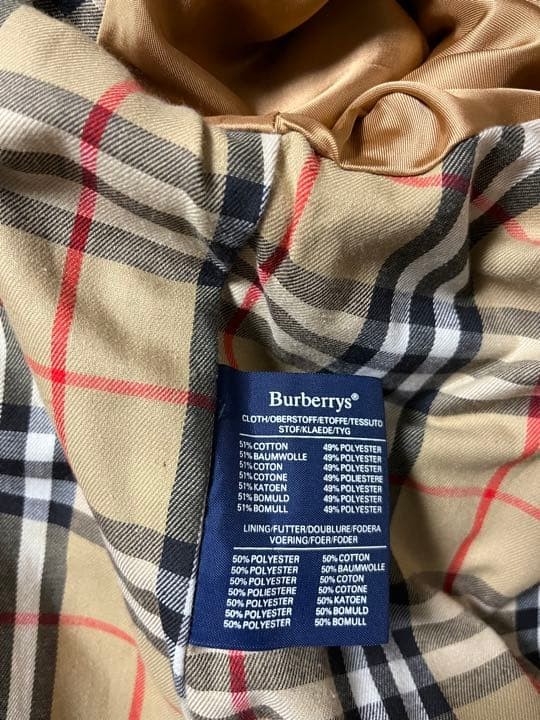 Burberrys®
CLOTH/OBERSTOFF/ETOFFE/TESSUTO
STOF/KLAEDE/TYG
51% COTTON 49% POLYESTER
51% BAUMWOLLE 49% POLYESTER
51% COTON 49% POLYESTER
51% COTONE 49% POLIESTERE
51% KATOEN 49% POLYESTER
51% BOMULD 49% POLYESTER
51% BOMULL 49% POLYESTER
LINING/FUTTER/DOUBLURE/FODERA
VOERING/FOER/FODER
50% POLYESTER 50% COTTON
50% POLYESTER 50% BAUMWOLLE
50% POLYESTER 50% COTON
50% POLIESTERE 50% COTONE
50% POLYESTER 50% KATOEN
50% POLYESTER 50% BOMULD
50% POLYESTER 50% BOMULL